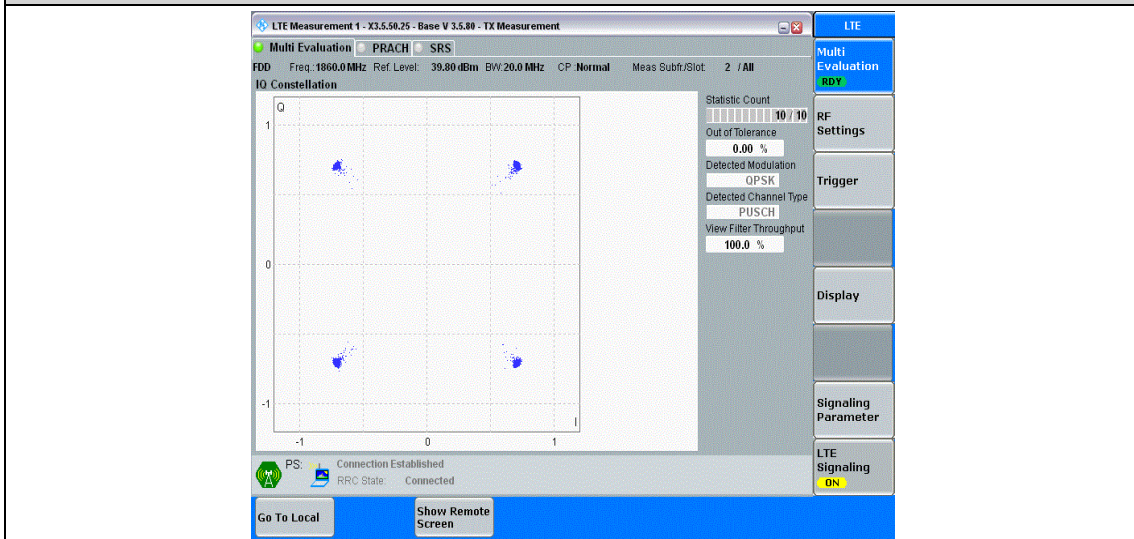 LTE Measurement 1 - X3.5.50.25 - Base V 3.5.80 - TX Measurement
LTE
Multi Evaluation PRACH SRS
FDD Freq.:1860.0 MHz Ref. Level: 39.80 dBm BW:20.0 MHz CP :Normal Meas Subfr./Slot: 2 / All
IQ Constellation
Q
1
0
-1
-1 0 1
I
Statistic Count
10 / 10
Out of Tolerance
0.00 %
Detected Modulation
QPSK
Detected Channel Type
PUSCH
View Filter Throughput
100.0 %
Multi
Evaluation
RDY
RF
Settings
Trigger
Display
Signaling
Parameter
LTE
Signaling
ON
PS: Connection Established
RRC State: Connected
Go To Local
Show Remote
Screen